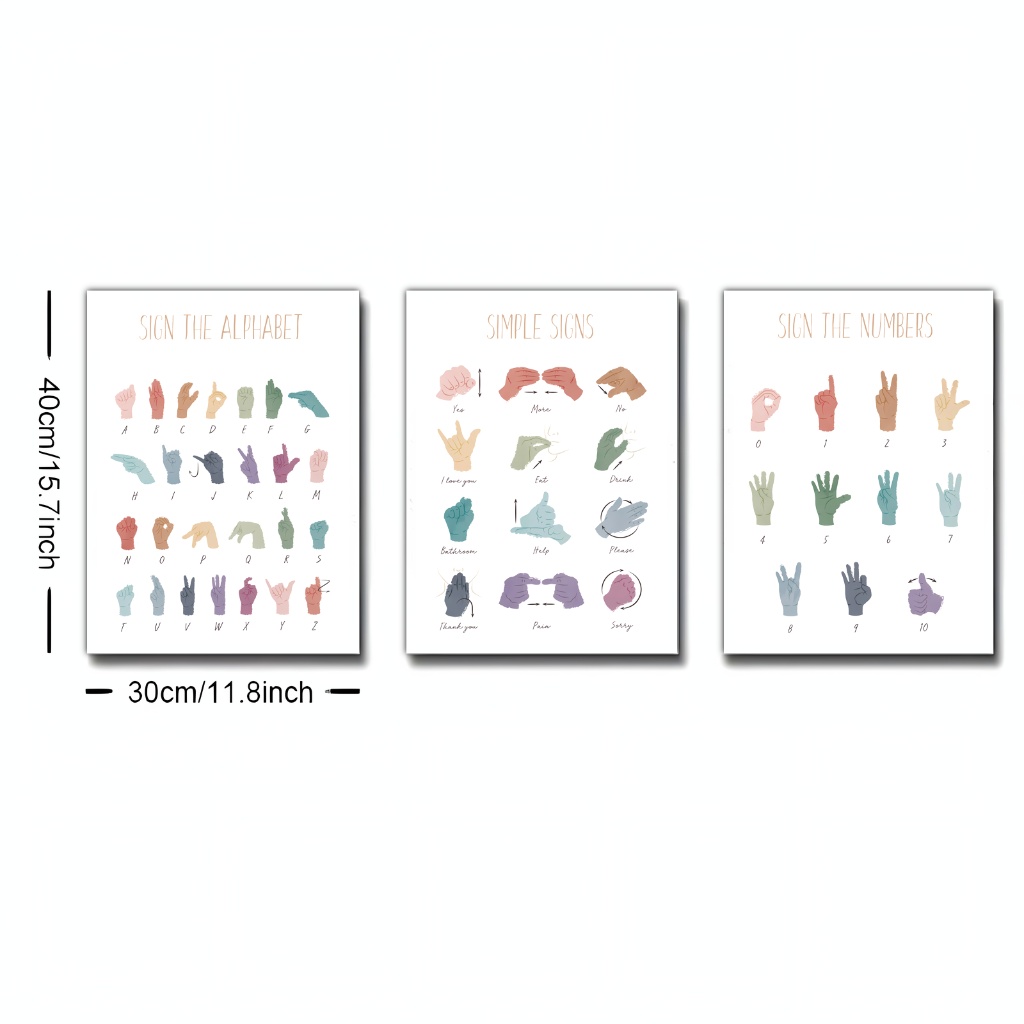 40cm/15.7inch
30cm/11.8inch
SIGN THE ALPHABET
A B C D E F G
H I J K L M
N O P Q R S
T U V W X Y Z
SIMPLE SIGNS
Yes More No
I love you Eat Drink
Bathroom Help Please
Thank you Pain Sorry
SIGN THE NUMBERS
0 1 2 3
4 5 6 7
8 9 10